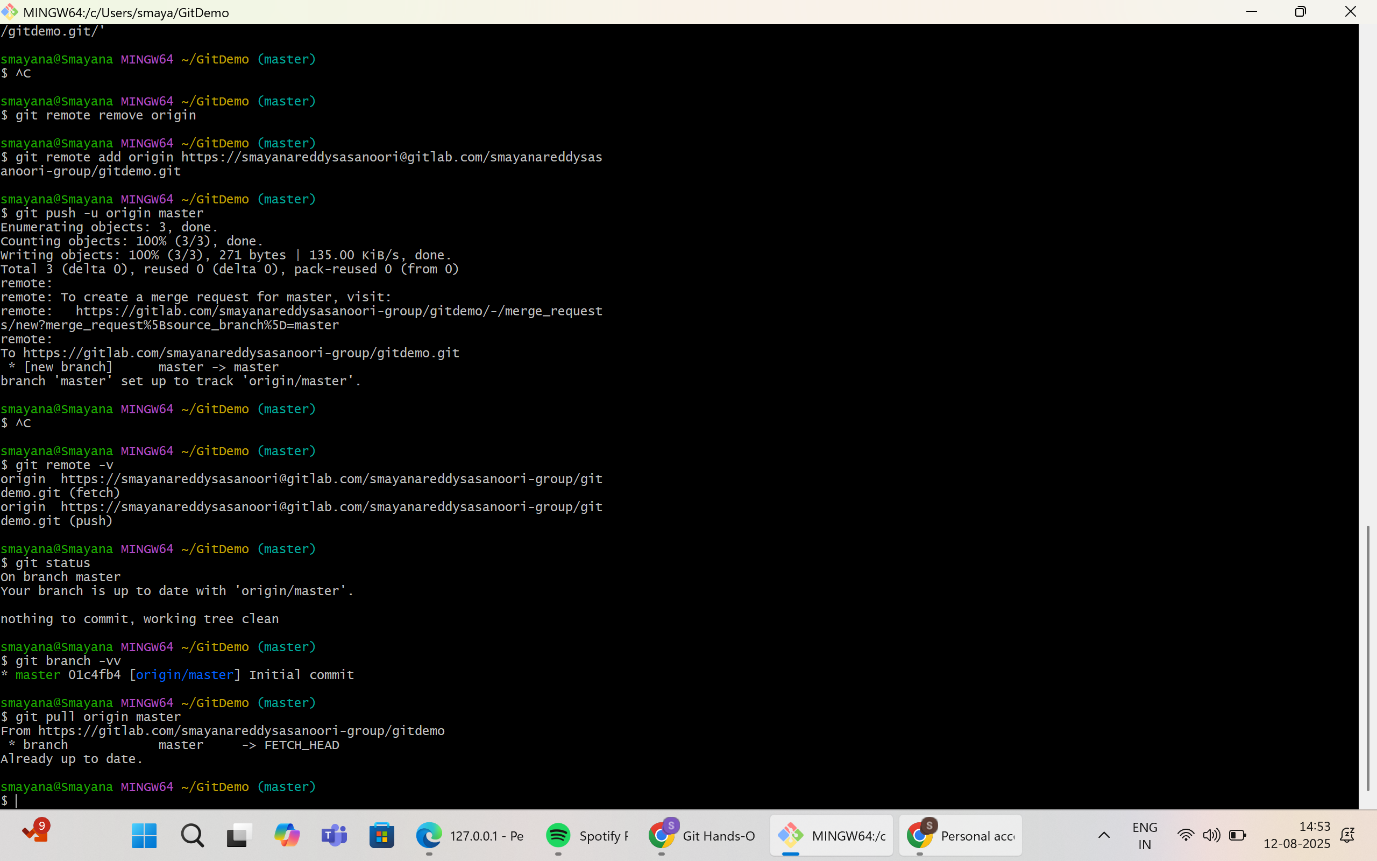 MINGW64:/c/Users/smaya/GitDemo
/gitdemo.git/'
smayana@Smayana MINGW64 ~/GitDemo (master)
$ ^C
smayana@Smayana MINGW64 ~/GitDemo (master)
$ git remote remove origin
smayana@Smayana MINGW64 ~/GitDemo (master)
$ git remote add origin https://smayanareddysasanoori@gitlab.com/smayanareddysas
anoori-group/gitdemo.git
smayana@Smayana MINGW64 ~/GitDemo (master)
$ git push -u origin master
Enumerating objects: 3, done.
Counting objects: 100% (3/3), done.
Writing objects: 100% (3/3), 271 bytes | 135.00 KiB/s, done.
Total 3 (delta 0), reused 0 (delta 0), pack-reused 0 (from 0)
remote:
remote: To create a merge request for master, visit:
remote:   https://gitlab.com/smayanareddysasanoori-group/gitdemo/-/merge_request
s/new?merge_request%5Bsource_branch%5D=master
remote:
To https://gitlab.com/smayanareddysasanoori-group/gitdemo.git
 * [new branch]      master -> master
branch 'master' set up to track 'origin/master'.
smayana@Smayana MINGW64 ~/GitDemo (master)
$ ^C
smayana@Smayana MINGW64 ~/GitDemo (master)
$ git remote -v
origin  https://smayanareddysasanoori@gitlab.com/smayanareddysasanoori-group/git
demo.git (fetch)
origin  https://smayanareddysasanoori@gitlab.com/smayanareddysasanoori-group/git
demo.git (push)
smayana@Smayana MINGW64 ~/GitDemo (master)
$ git status
On branch master
Your branch is up to date with 'origin/master'.
nothing to commit, working tree clean
smayana@Smayana MINGW64 ~/GitDemo (master)
$ git branch -vv
* master 01c4fb4 [origin/master] Initial commit
smayana@Smayana MINGW64 ~/GitDemo (master)
$ git pull origin master
From https://gitlab.com/smayanareddysasanoori-group/gitdemo
 * branch            master     -> FETCH_HEAD
Already up to date.
smayana@Smayana MINGW64 ~/GitDemo (master)
$
9
127.0.0.1 - Pe
Spotify F
S
Git Hands-O
MINGW64:/c
S
Personal acc
ENG
IN
14:53
12-08-2025